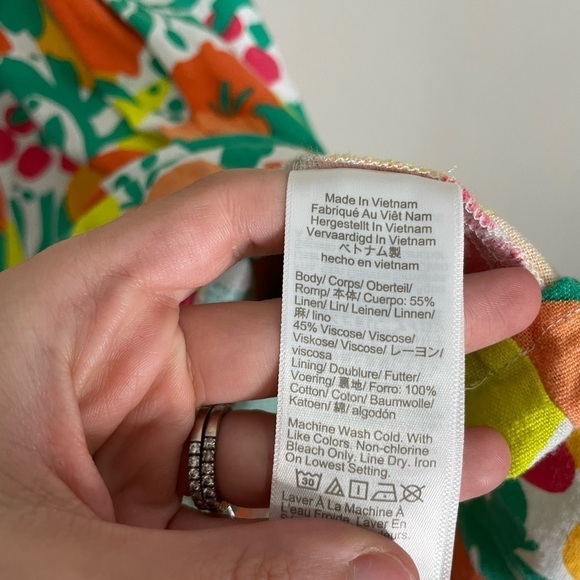 Made In Vietnam
Fabriqué Au Viêt Nam
Hergestellt In Vietnam
Vervaardigd In Vietnam
ベトナム製
hecho en vietnam
Body/ Corps/ Oberteil/
Romp/ 本体/ Cuerpo: 55%
Linen/ Lin/ Leinen/ Linnen/
麻/ lino
45% Viscose/ Viscose/
Viskose/ Viscose/ レーヨン/
viscosa
Lining/ Doublure/ Futter/
Voering/ 裏地/ Forro: 100%
Cotton/ Coton/ Baumwolle/
Katoen/ 綿/ algodón
Machine Wash Cold. With
Like Colors. Non-chlorine
Bleach Only. Line Dry. Iron
On Lowest Setting.
30
Laver À La Machine À
L'eau Froide. Laver En